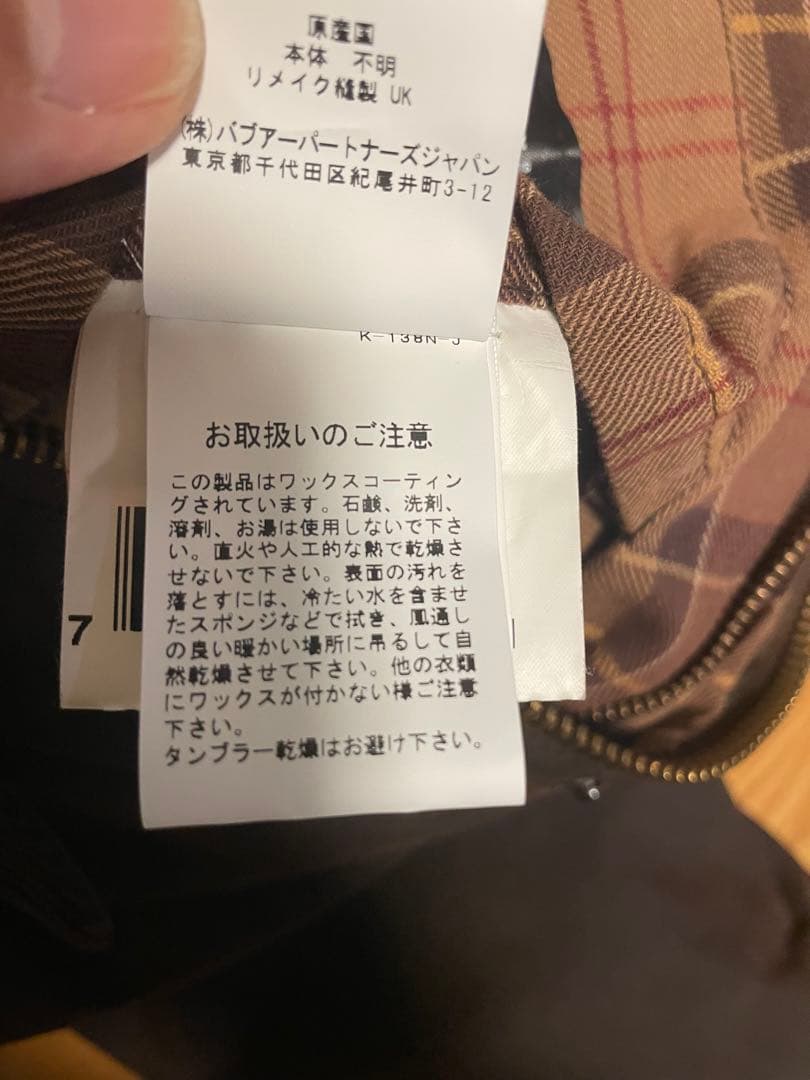 原産国
本体 不明
リメイク縫製 UK
(株)バブアーパートナーズジャパン
東京都千代田区紀尾井町3-12
K-138N-J
お取扱いのご注意
この製品はワックスコーティン
グされています。石鹸、洗剤、
溶剤、お湯は使用しないで下さ
い。直火や人工的な熱で乾燥さ
せないで下さい。表面の汚れを
落とすには、冷たい水を含ませ
たスポンジなどで拭き、風通し
の良い暖かい場所に吊るして自
然乾燥させて下さい。他の衣類
にワックスが付かない様ご注意
下さい。
タンブラー乾燥はお避け下さい。
7